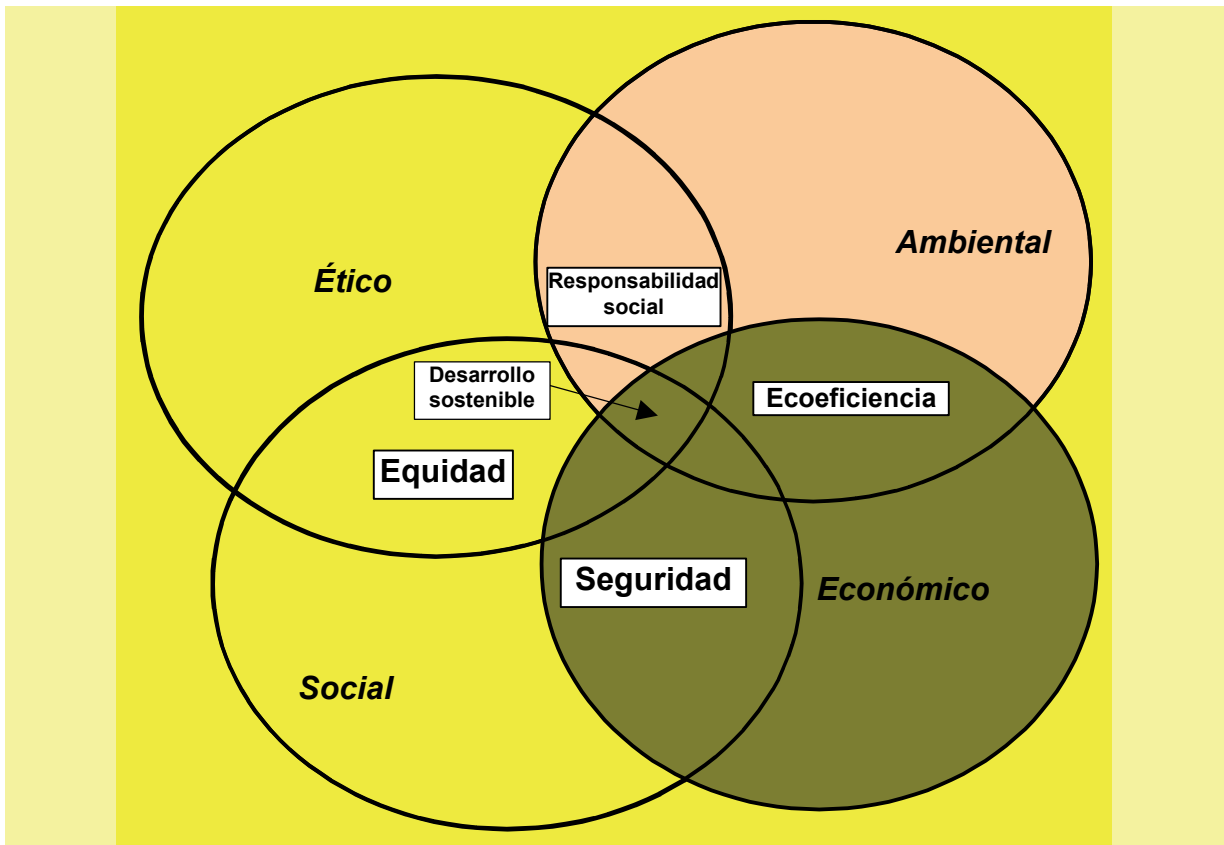 Ambiental
Ético
Responsabilidad
social
Desarrollo
sostenible
Ecoeficiencia
Equidad
Seguridad
Económico
Social